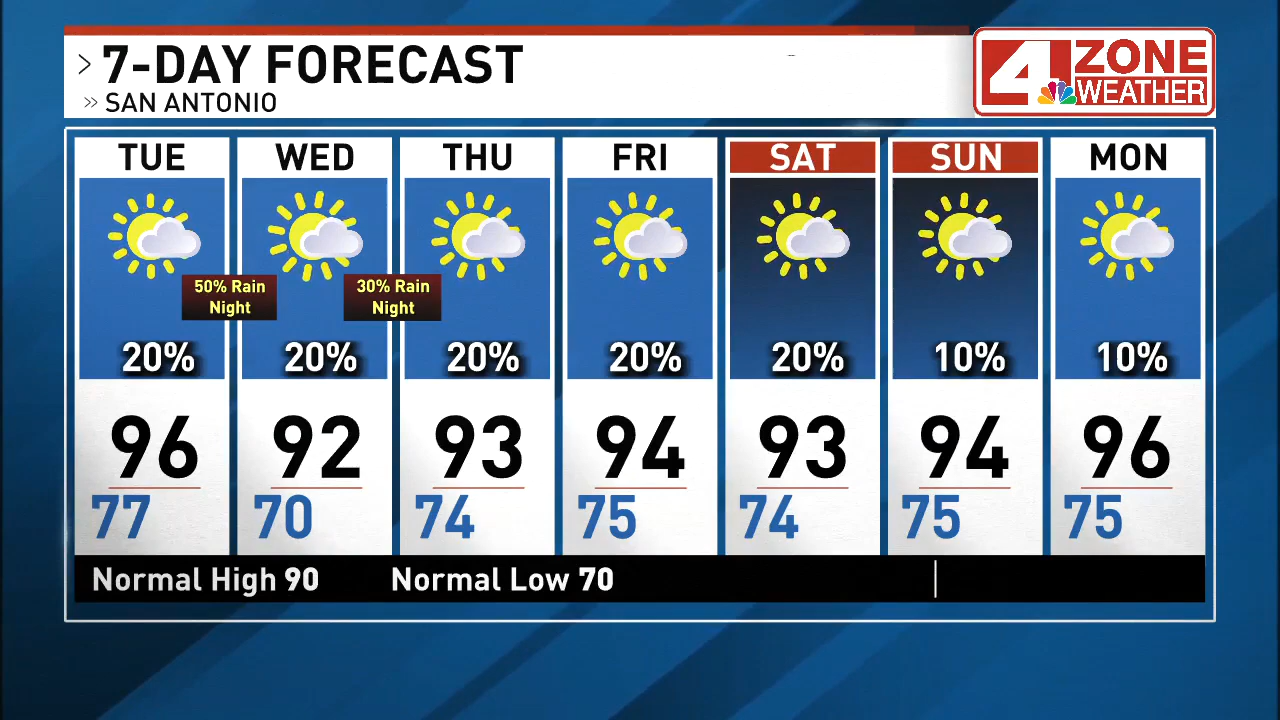 > 7-DAY FORECAST
>> SAN ANTONIO
4 ZONE
WEATHER
TUE WED THU FRI SAT SUN MON
50% Rain
Night
30% Rain
Night
20% 20% 20% 20% 20% 10% 10%
96 92 93 94 93 94 96
77 70 74 75 74 75 75
Normal High 90 Normal Low 70